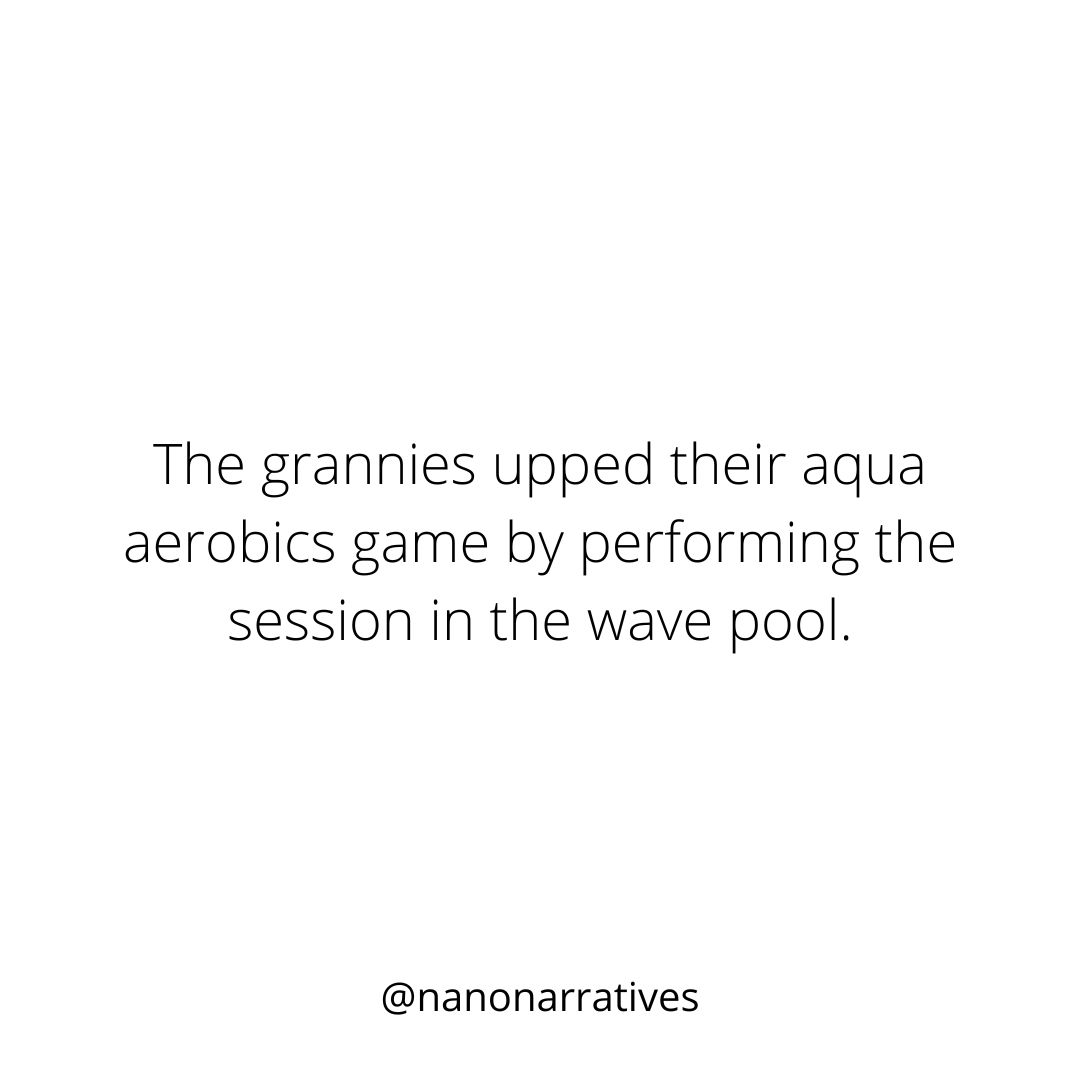 The grannies upped their aqua
aerobics game by performing the
session in the wave pool.
@nanonarratives